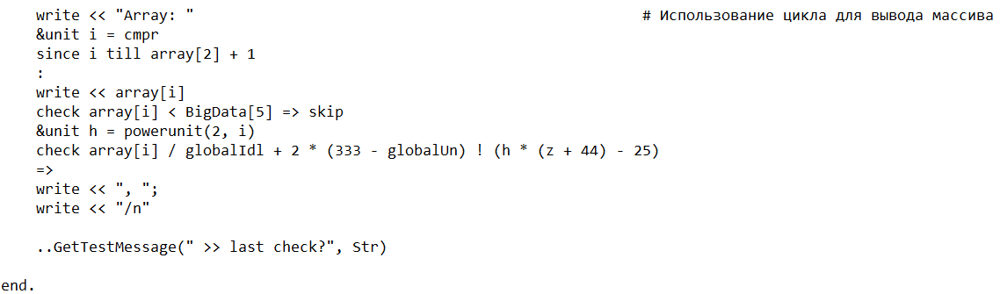 write << "Array: " # Использование цикла для вывода массива
&unit i = cmpr
since i till array[2] + 1
:
write << array[i]
check array[i] < BigData[5] => skip
&unit h = powerunit(2, i)
check array[i] / globalIdl + 2 * (333 - globalUn) ! (h * (z + 44) - 25)
=>
write << ", ";
write << "/n"
..GetTestMessage(" >> last check?", Str)
end.